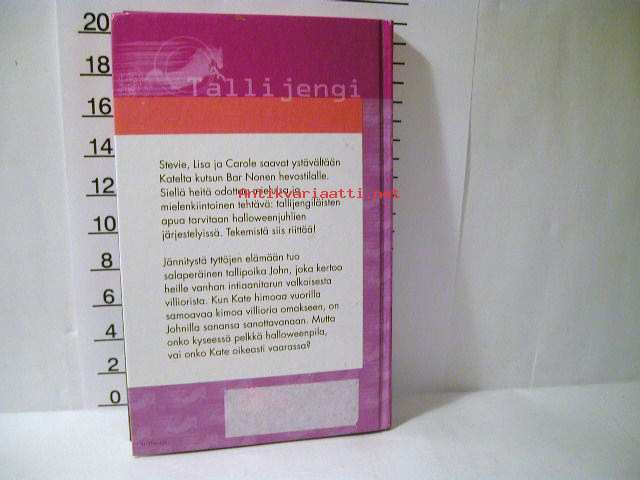 20
18
16
14
12
10
8
6
4
2
0
Tallijengi
Stevie, Lisa ja Carole saavat ystävältään
Katelta kutsun Bar Nonen hevostilalle.
Siellä heitä odottaa ja
Antikvariaatti.net
mielenkiintoinen tehtävä: tallijengiläisten
apua tarvitaan halloweenjuhlien
järjestelyissä. Tekemistä siis riittää!
Jännitystä tyttöjen elämään tuo
salaperäinen tallipoika John, joka kertoo
heille vanhan intiaanitarun valkoisesta
villiorista. Kun Kate himoaa vuorilla
samoavaa kimoa villioria omakseen, on
Johnilla sanansa sanottavanaan. Mutta
onko kyseessä pelkkä halloweenpila,
vai onko Kate oikeasti vaarassa?